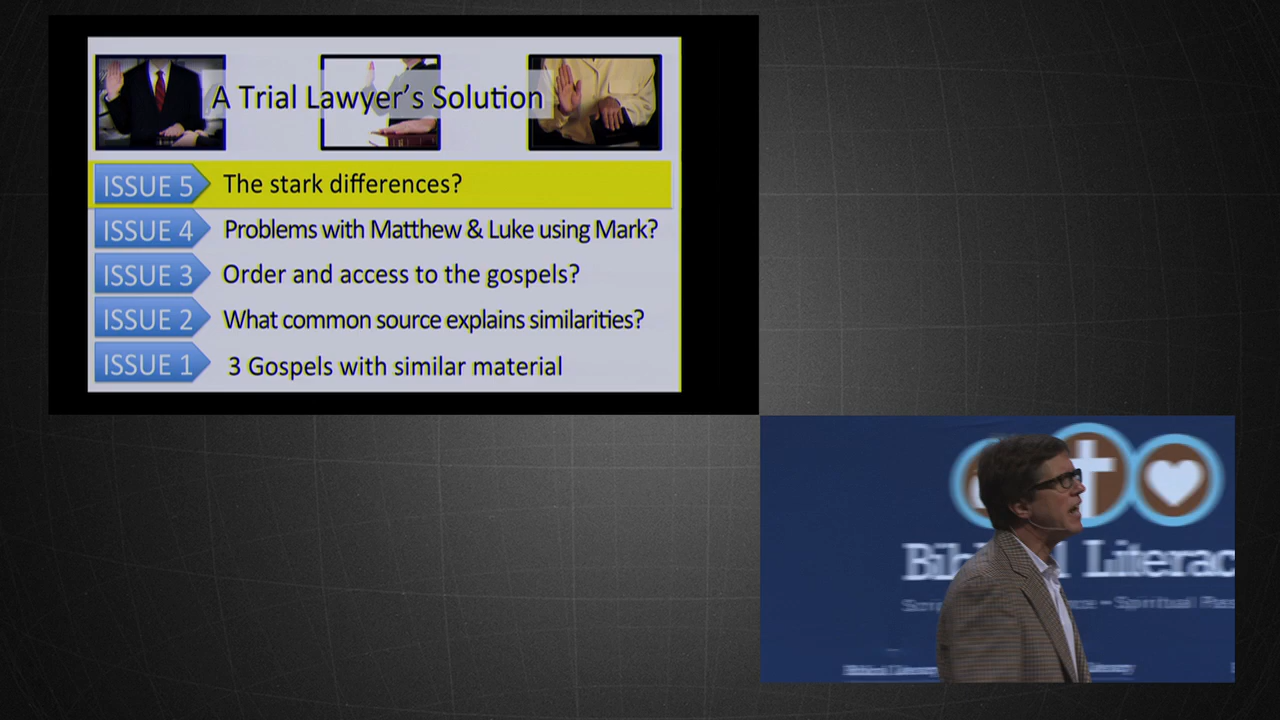 A Trial Lawyer's Solution
ISSUE 5 The stark differences?
ISSUE 4 Problems with Matthew & Luke using Mark?
ISSUE 3 Order and access to the gospels?
ISSUE 2 What common source explains similarities?
ISSUE 1 3 Gospels with similar material
– Spiritual